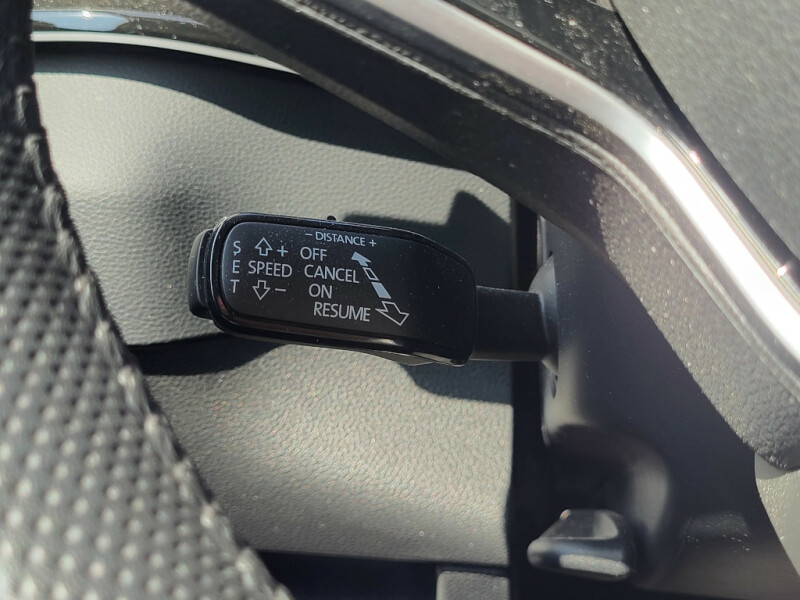 - DISTANCE +
S + OFF
E SPEED CANCEL
T - ON
RESUME